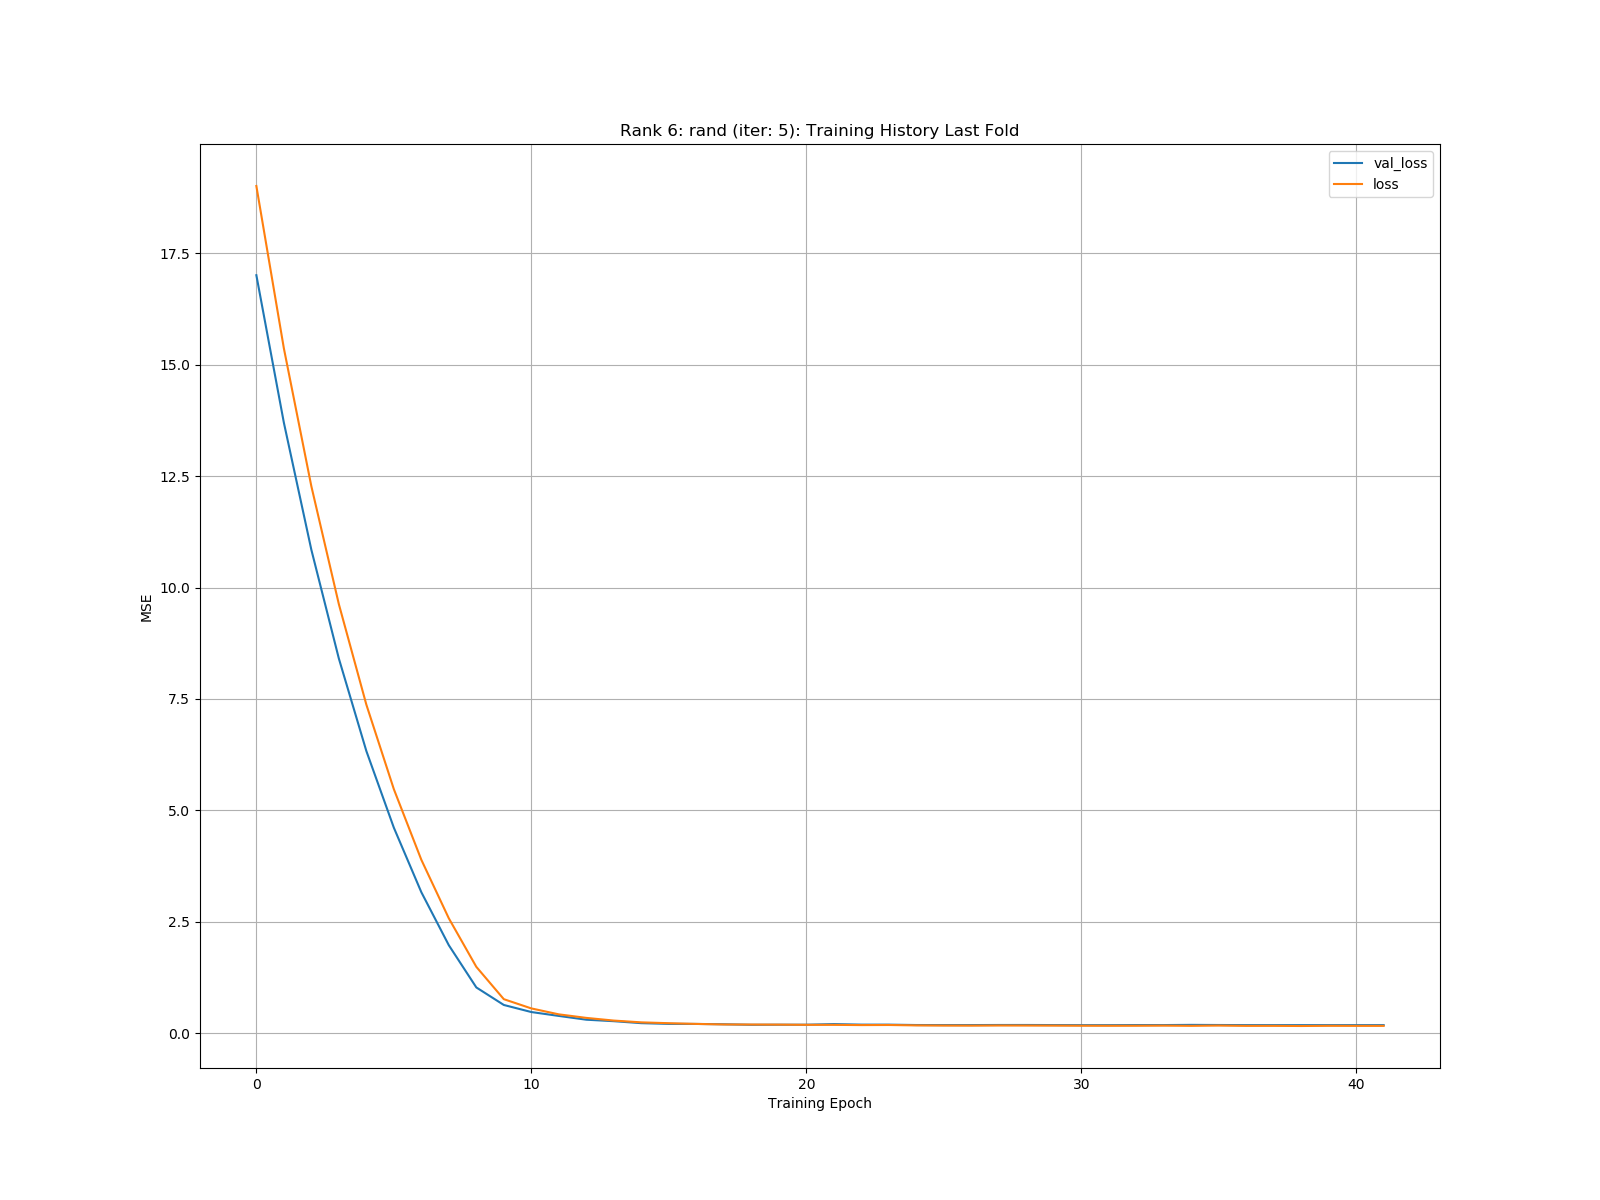 Rank 6: rand (iter: 5): Training History Last Fold
val_loss
loss
17.5
15.0
12.5
10.0
7.5
5.0
2.5
0.0
MSE
0 10 20 30 40
Training Epoch